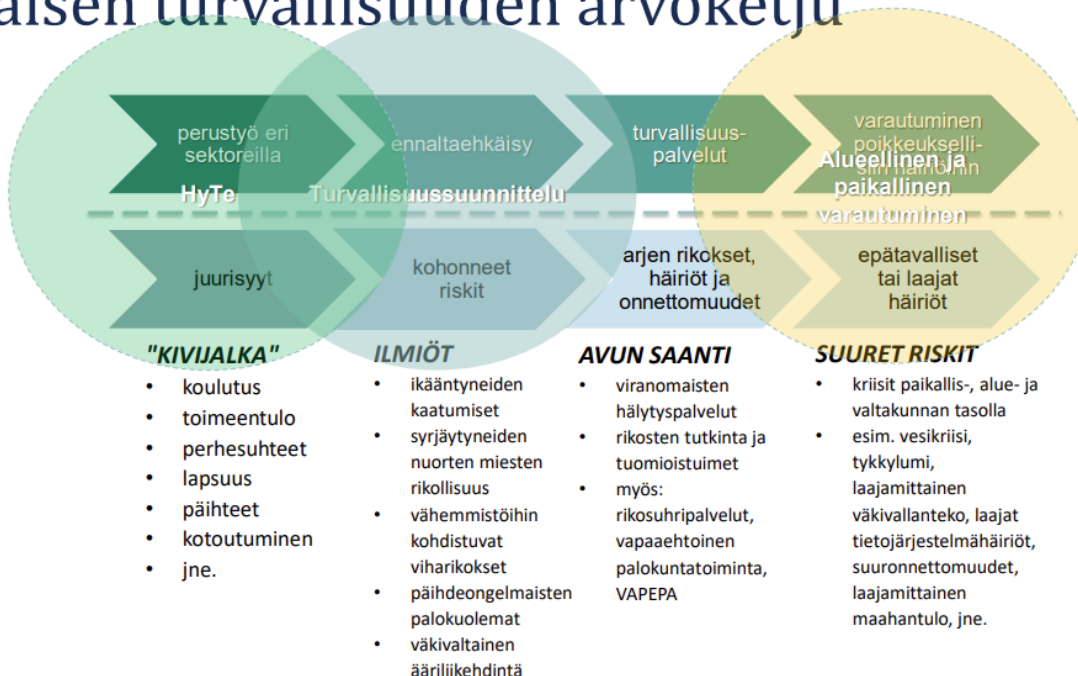 aisen turvallisuuden arvoketju
perustyö eri
sektoreilla
ennaltaehkäisy
turvallisuus-
palvelut
varautuminen
poikkeukselli-
siin häiriöihin
HyTe
Turvallisuussuunnittelu
Alueellinen ja
paikallinen
varautuminen
juurisyyt
kohonneet
riskit
arjen rikokset,
häiriöt ja
onnettomuudet
epätavalliset
tai laajat
häiriöt
"KIVIJALKA"
• koulutus
• toimeentulo
• perhesuhteet
• lapsuus
• päihteet
• kotoutuminen
• jne.
ILMIÖT
• ikääntyneiden
kaatumiset
• syrjäytyneiden
nuorten miesten
rikollisuus
• vähemmistöihin
kohdistuvat
viharikokset
• päihdeongelmaisten
palokuolemat
• väkivaltainen
ääriliikehdintä
AVUN SAANTI
• viranomaisten
hälytyspalvelut
• rikosten tutkinta ja
tuomioistuimet
• myös:
rikosuhripalvelut,
vapaaehtoinen
palokuntatoiminta,
VAPEPA
SUURET RISKIT
• kriisit paikallis-, alue- ja
valtakunnan tasolla
• esim. vesikriisi,
tykkylumi,
laajamittainen
väkivallanteko, laajat
tietojärjestelmähäiriöt,
suuronnettomuudet,
laajamittainen
maahantulo, jne.